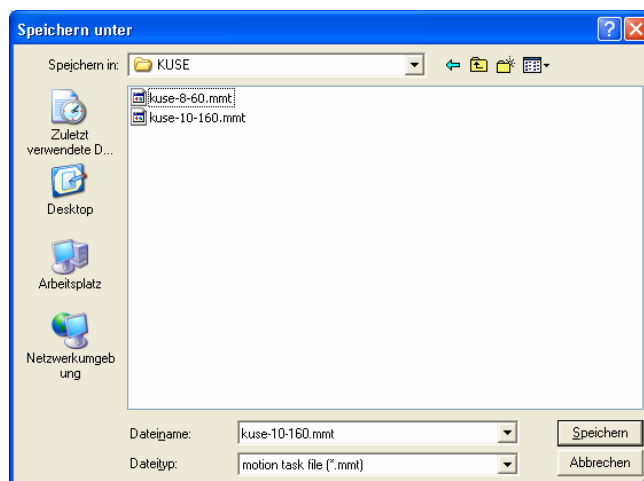 Speichern unter
Speichern in:
KUSE
kuse-8-60.mmt
kuse-10-160.mmt
Zuletzt
verwendete D...
Desktop
Arbeitsplatz
Netzwerkumgeb
ung
Dateiname:
kuse-10-160.mmt
Speichern
Dateityp:
motion task file (*.mmt)
Abbrechen